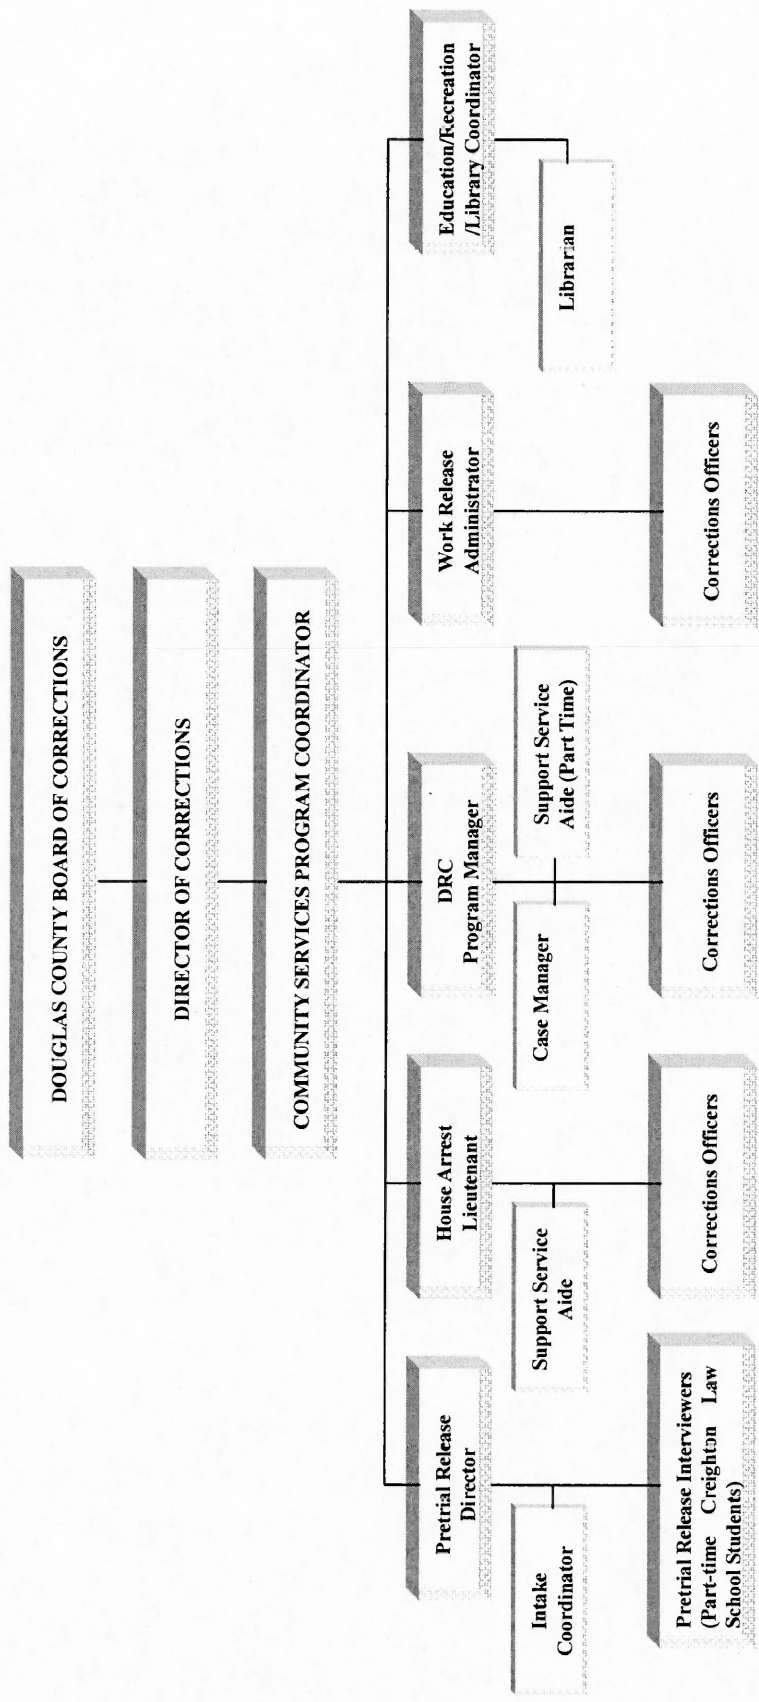 DOUGLAS COUNTY BOARD OF CORRECTIONS
DIRECTOR OF CORRECTIONS
COMMUNITY SERVICES PROGRAM COORDINATOR
Pretrial Release
Director
House Arrest
Lieutenant
DRC
Program Manager
Work Release
Administrator
Education/Recreation
/Library Coordinator
Intake
Coordinator
Support Service
Aide
Case Manager
Support Service
Aide (Part Time)
Librarian
Pretrial Release Interviewers
(Part-time Creighton Law
School Students)
Corrections Officers
Corrections Officers
Corrections Officers